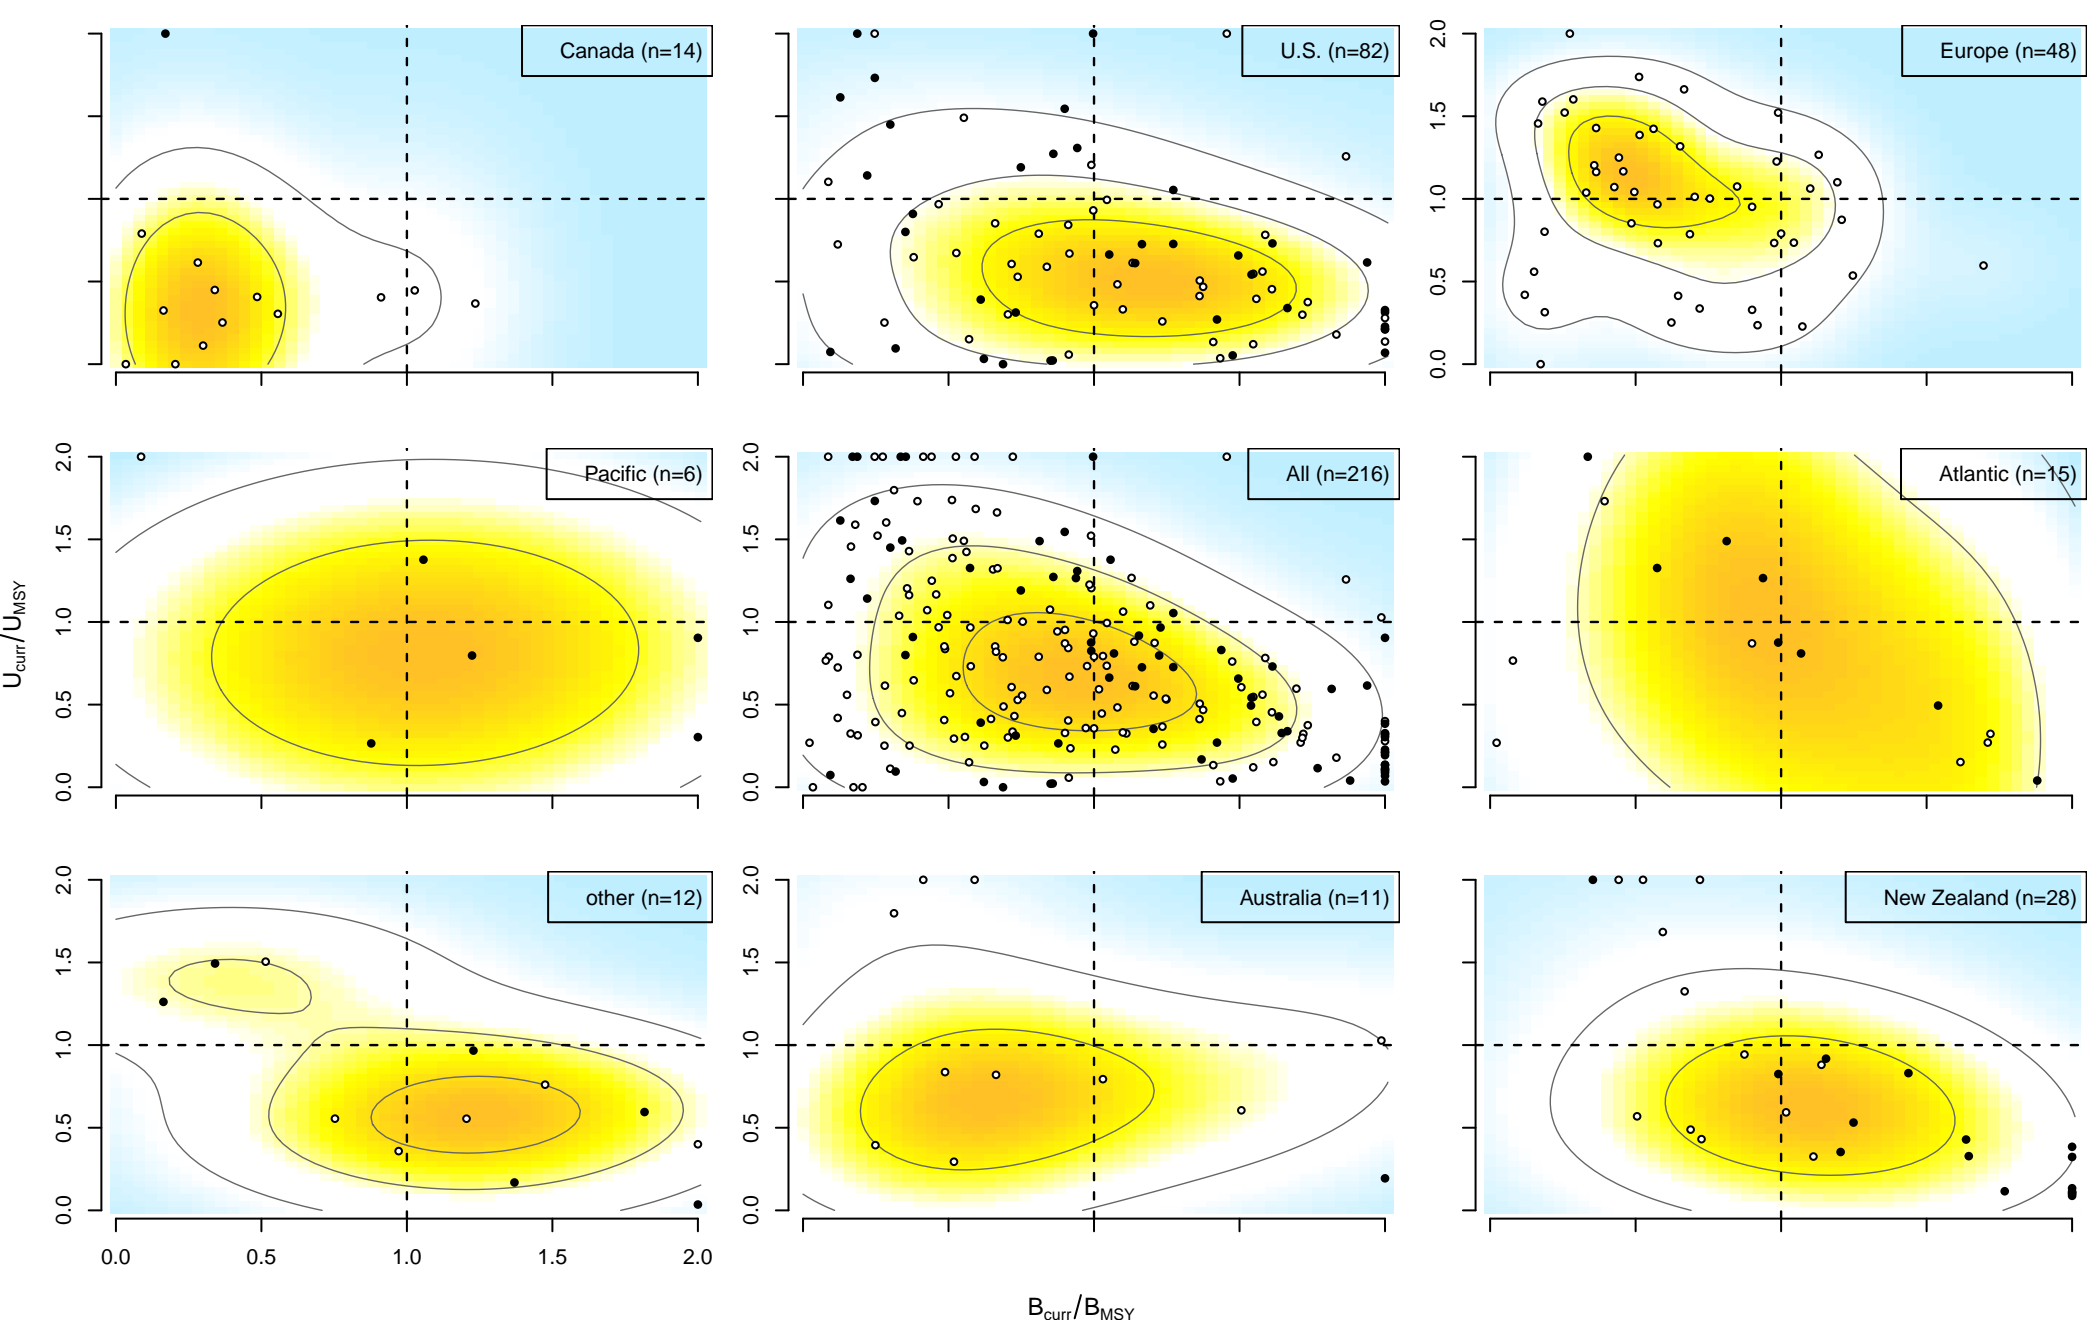 Canada (n=14)
U.S. (n=82)
Europe (n=48)
2.0
1.5
1.0
0.5
0.0
Pacific (n=6)
All (n=216)
Atlantic (n=15)
2.0
1.5
1.0
0.5
0.0
2.0
1.5
1.0
0.5
0.0
U_curr/U_MSY
other (n=12)
Australia (n=11)
New Zealand (n=28)
2.0
1.5
1.0
0.5
0.0
2.0
1.5
1.0
0.5
0.0
0.0 0.5 1.0 1.5 2.0
B_curr/B_MSY